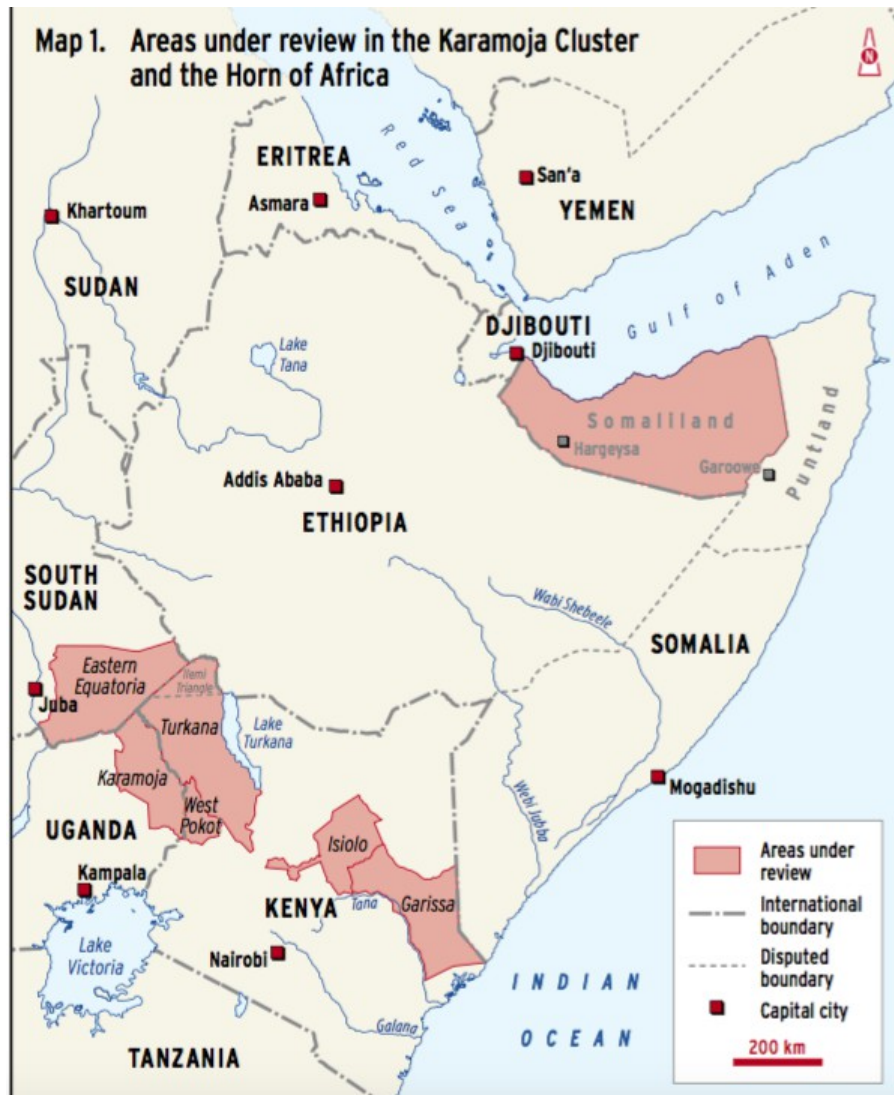 Map 1. Areas under review in the Karamoja Cluster
and the Horn of Africa
N
Red Sea
ERITREA
Asmara
San'a
YEMEN
Khartoum
SUDAN
Gulf of Aden
DJIBOUTI
Djibouti
Lake
Tana
Somaliland
Hargeysa
Garoowe
Puntland
Addis Ababa
ETHIOPIA
SOUTH
SUDAN
Wabi Shebeele
SOMALIA
Eastern
Equatoria
Ilemi
Triangle
Juba
Turkana
Lake
Turkana
Karamoja
West
Pokot
Webi Jubba
Mogadishu
UGANDA
Isiolo
Kampala
KENYA
Tana
Garissa
Lake
Victoria
Nairobi
INDIAN
OCEAN
Galana
TANZANIA
Areas under
review
International
boundary
Disputed
boundary
Capital city
200 km